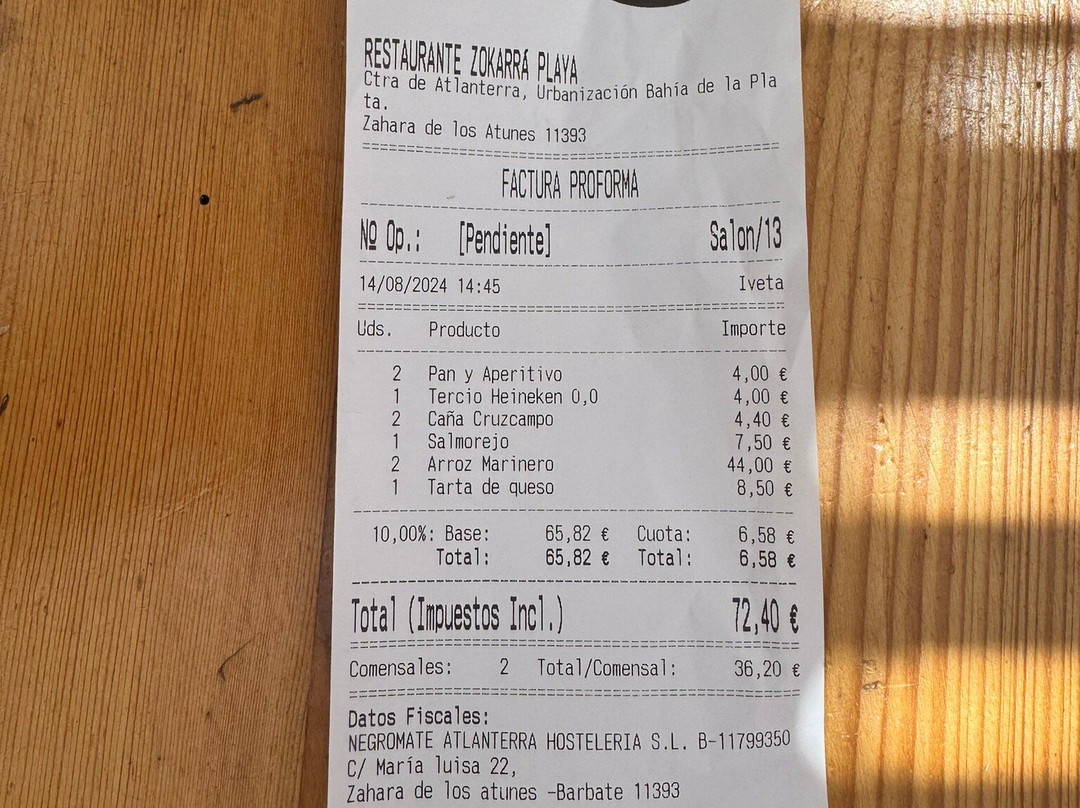 RESTAURANTE ZOKARRÁ PLAYA
Ctra de Atlanterra, Urbanización Bahía de la Pla
ta.
Zahara de los Atunes 11393
FACTURA PROFORMA
Nº Op.: [Pendiente] Salon/13
14/08/2024 14:45 Iveta
Uds. Producto Importe
2 Pan y Aperitivo 4,00 €
1 Tercio Heineken 0,0 4,00 €
2 Caña Cruzcampo 4,40 €
1 Salmorejo 7,50 €
2 Arroz Marinero 44,00 €
1 Tarta de queso 8,50 €
10,00%: Base: 65,82 € Cuota: 6,58 €
Total: 65,82 € Total: 6,58 €
Total (Impuestos Incl.) 72,40 €
Comensales: 2 Total/Comensal: 36,20 €
Datos Fiscales:
NEGROMATE ATLANTERRA HOSTELERIA S.L. B-11799350
C/ María luisa 22,
Zahara de los atunes -Barbate 11393